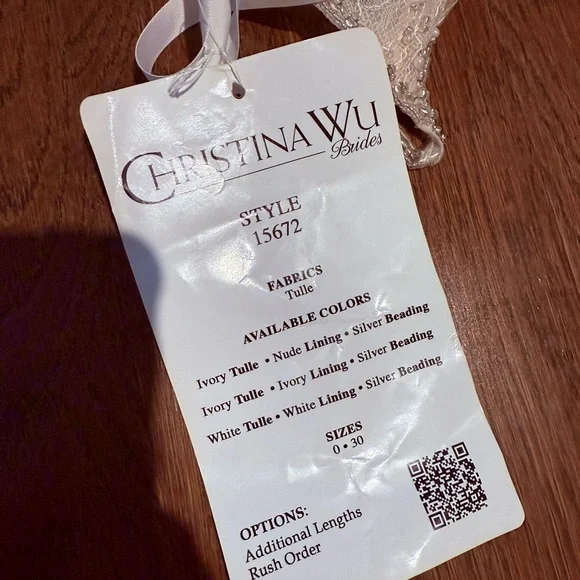 CHRISTINA WU
Brides
STYLE
15672
FABRICS
Tulle
AVAILABLE COLORS
Ivory Tulle • Nude Lining • Silver Beading
Ivory Tulle • Ivory Lining • Silver Beading
White Tulle • White Lining • Silver Beading
SIZES
0 • 30
OPTIONS:
Additional Lengths
Rush Order